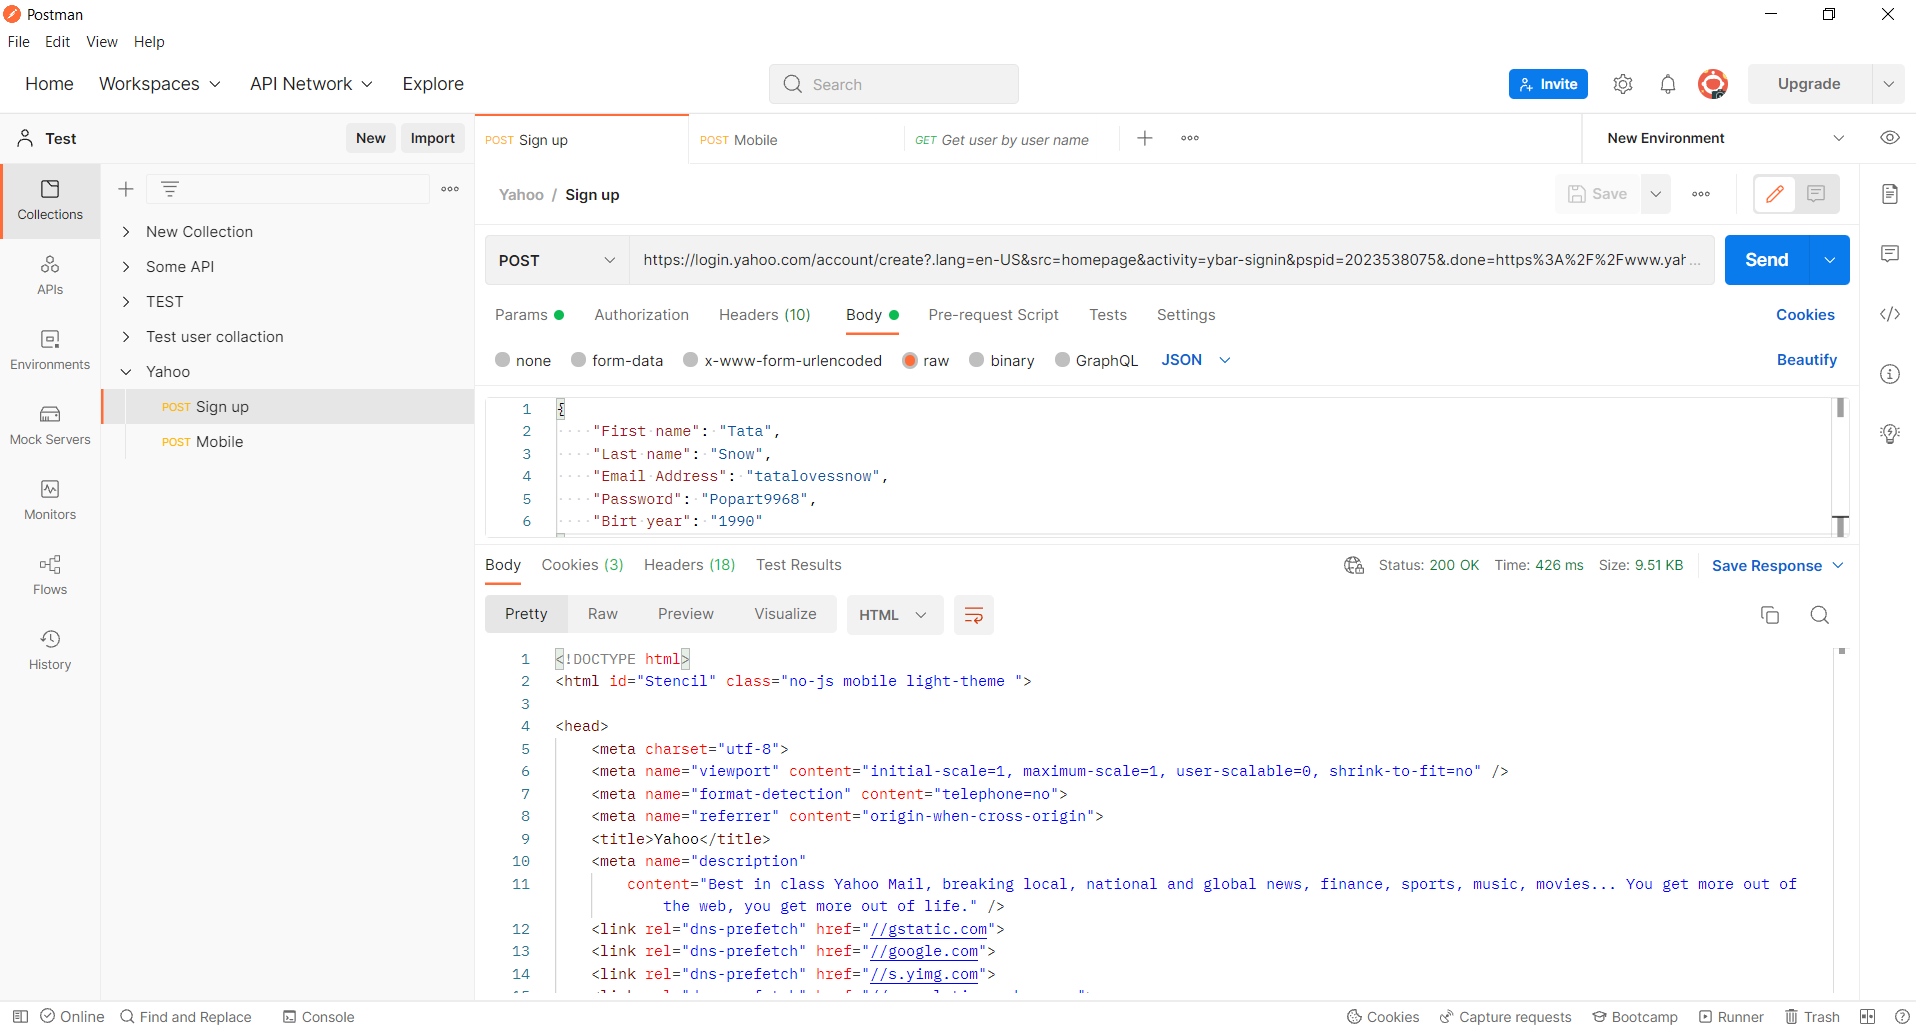 Postman
File Edit View Help
Home Workspaces API Network Explore Search Invite Upgrade
Test New Import
POST Sign up POST Mobile GET Get user by user name New Environment
Collections
APIs
Environments
Mock Servers
Monitors
Flows
History
New Collection
Some API
TEST
Test user collaction
Yahoo
POST Sign up
POST Mobile
Yahoo / Sign up Save
POST https://login.yahoo.com/account/create?.lang=en-US&src=homepage&activity=ybar-signin&pspid=2023538075&.done=https%3A%2F%2Fwww.yah... Send
Params Authorization Headers (10) Body Pre-request Script Tests Settings Cookies
none form-data x-www-form-urlencoded raw binary GraphQL JSON Beautify
1 {
2 "First name": "Tata",
3 "Last name": "Snow",
4 "Email Address": "tatalovessnow",
5 "Password": "Popart9968",
6 "Birt year": "1990"
Body Cookies (3) Headers (18) Test Results Status: 200 OK Time: 426 ms Size: 9.51 KB Save Response
Pretty Raw Preview Visualize HTML
1 <!DOCTYPE html>
2 <html id="Stencil" class="no-js mobile light-theme ">
3
4 <head>
5 <meta charset="utf-8">
6 <meta name="viewport" content="initial-scale=1, maximum-scale=1, user-scalable=0, shrink-to-fit=no" />
7 <meta name="format-detection" content="telephone=no">
8 <meta name="referrer" content="origin-when-cross-origin">
9 <title>Yahoo</title>
10 <meta name="description"
11 content="Best in class Yahoo Mail, breaking local, national and global news, finance, sports, music, movies... You get more out of
the web, you get more out of life." />
12 <link rel="dns-prefetch" href="//gstatic.com">
13 <link rel="dns-prefetch" href="//google.com">
14 <link rel="dns-prefetch" href="//s.yimg.com">
Online Find and Replace Console Cookies Capture requests Bootcamp Runner Trash